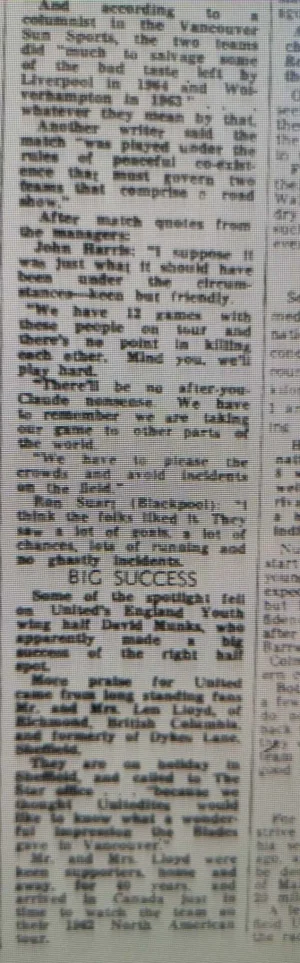 And according to a
columnist in the Vancouver
Sun Sports, the two teams
did "much to salvage some
of the bad taste left by
Liverpool in 1964 and Wol-
verhampton in 1963" . . .
whatever they mean by that.
Another writer said the
match "was played under the
rules of peaceful co-exist-
ence that must govern two
teams that comprise a road
show."
After match quotes from
the managers:
John Harris: "I suppose it
was just what it should have
been under the circum-
stances—keen but friendly.
"We have 12 games with
these people on tour and
there's no point in killing
each other. Mind you, we'll
play hard.
"There'll be no after-you-
Claude nonsense. We have
to remember we are taking
our game to other parts of
the world.
"We have to please the
crowds and avoid incidents
on the field."
Ron Suart (Blackpool): "I
think the folks liked it. They
saw a lot of goals, a lot of
chances, lots of running and
no ghastly incidents.
BIG SUCCESS
Some of the spotlight fell
on United's England Youth
wing half David Munks, who
apparently made a big
success of the right half
spot.
More praise for United
came from long standing fans
Mr. and Mrs. Len Lloyd, of
Richmond, British Columbia,
and formerly of Dykes Lane,
Sheffield.
They are on holiday in
Sheffield, and called in The
Star office . . . "because we
thought Unitedites would
like to know what a wonder-
ful impression the Blades
gave in Vancouver."
Mr. and Mrs. Lloyd were
keen supporters, home and
away, for 40 years, and
arrived in Canada just in
time to watch the team on
their 1962 North American
tour.